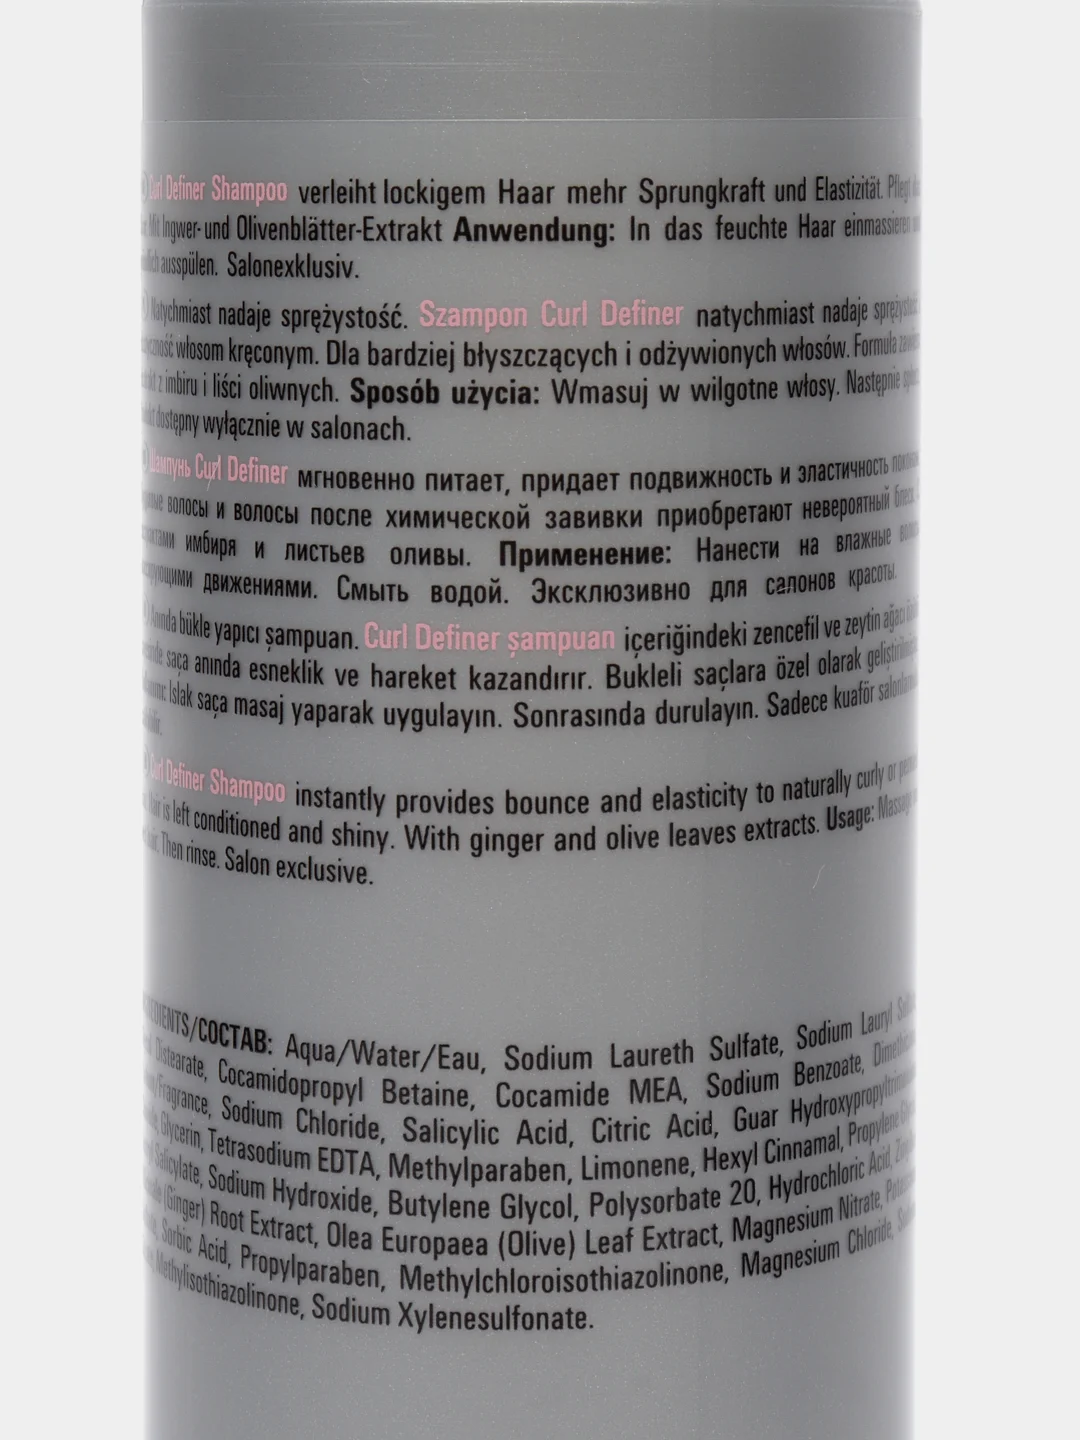 Curl Definer Shampoo verleiht lockigem Haar mehr Sprungkraft und Elastizität. Pflegt
Mit Ingwer- und Olivenblätter-Extrakt Anwendung: In das feuchte Haar einmassieren
ausspülen. Salonexklusiv.
Natychmiast nadaje sprężystość. Szampon Curl Definer natychmiast nadaje
włosom kręconym. Dla bardziej błyszczących i odżywionych włosów. Formuła
z imbiru i liści oliwnych. Sposób użycia: Wmasuj w wilgotne włosy. Następnie
dostępny wyłącznie w salonach.
Шампунь Curl Definer мгновенно питает, придает подвижность и эластичность
волосы и волосы после химической завивки приобретают невероятный блеск
имбиря и листьев оливы. Применение: Нанести на влажные
движениями. Смыть водой. Эксклюзивно для салонов красоты.
Anında bükle yapıcı şampuan. Curl Definer şampuan içeriğindeki zencefil ve zeytin ağacı
saça anında esneklik ve hareket kazandırır. Bukleli saçlara özel olarak
Islak saça masaj yaparak uygulayın. Sonrasında durulayın. Sadece kuaför
Curl Definer Shampoo instantly provides bounce and elasticity to naturally curly or
Hair is left conditioned and shiny. With ginger and olive leaves extracts. Usage: Massage
Then rinse. Salon exclusive.
INGREDIENTS/СОСТАВ: Aqua/Water/Eau, Sodium Laureth Sulfate, Sodium Lauryl
Distearate, Cocamidopropyl Betaine, Cocamide MEA, Sodium Benzoate,
/Fragrance, Sodium Chloride, Salicylic Acid, Citric Acid, Guar
Glycerin, Tetrasodium EDTA, Methylparaben, Limonene, Hexyl Cinnamal, Propylene
Salicylate, Sodium Hydroxide, Butylene Glycol, Polysorbate 20, Hydrochloric Acid,
(Ginger) Root Extract, Olea Europaea (Olive) Leaf Extract, Magnesium Nitrate,
Sorbic Acid, Propylparaben, Methylchloroisothiazolinone, Magnesium Chloride,
Methylisothiazolinone, Sodium Xylenesulfonate.